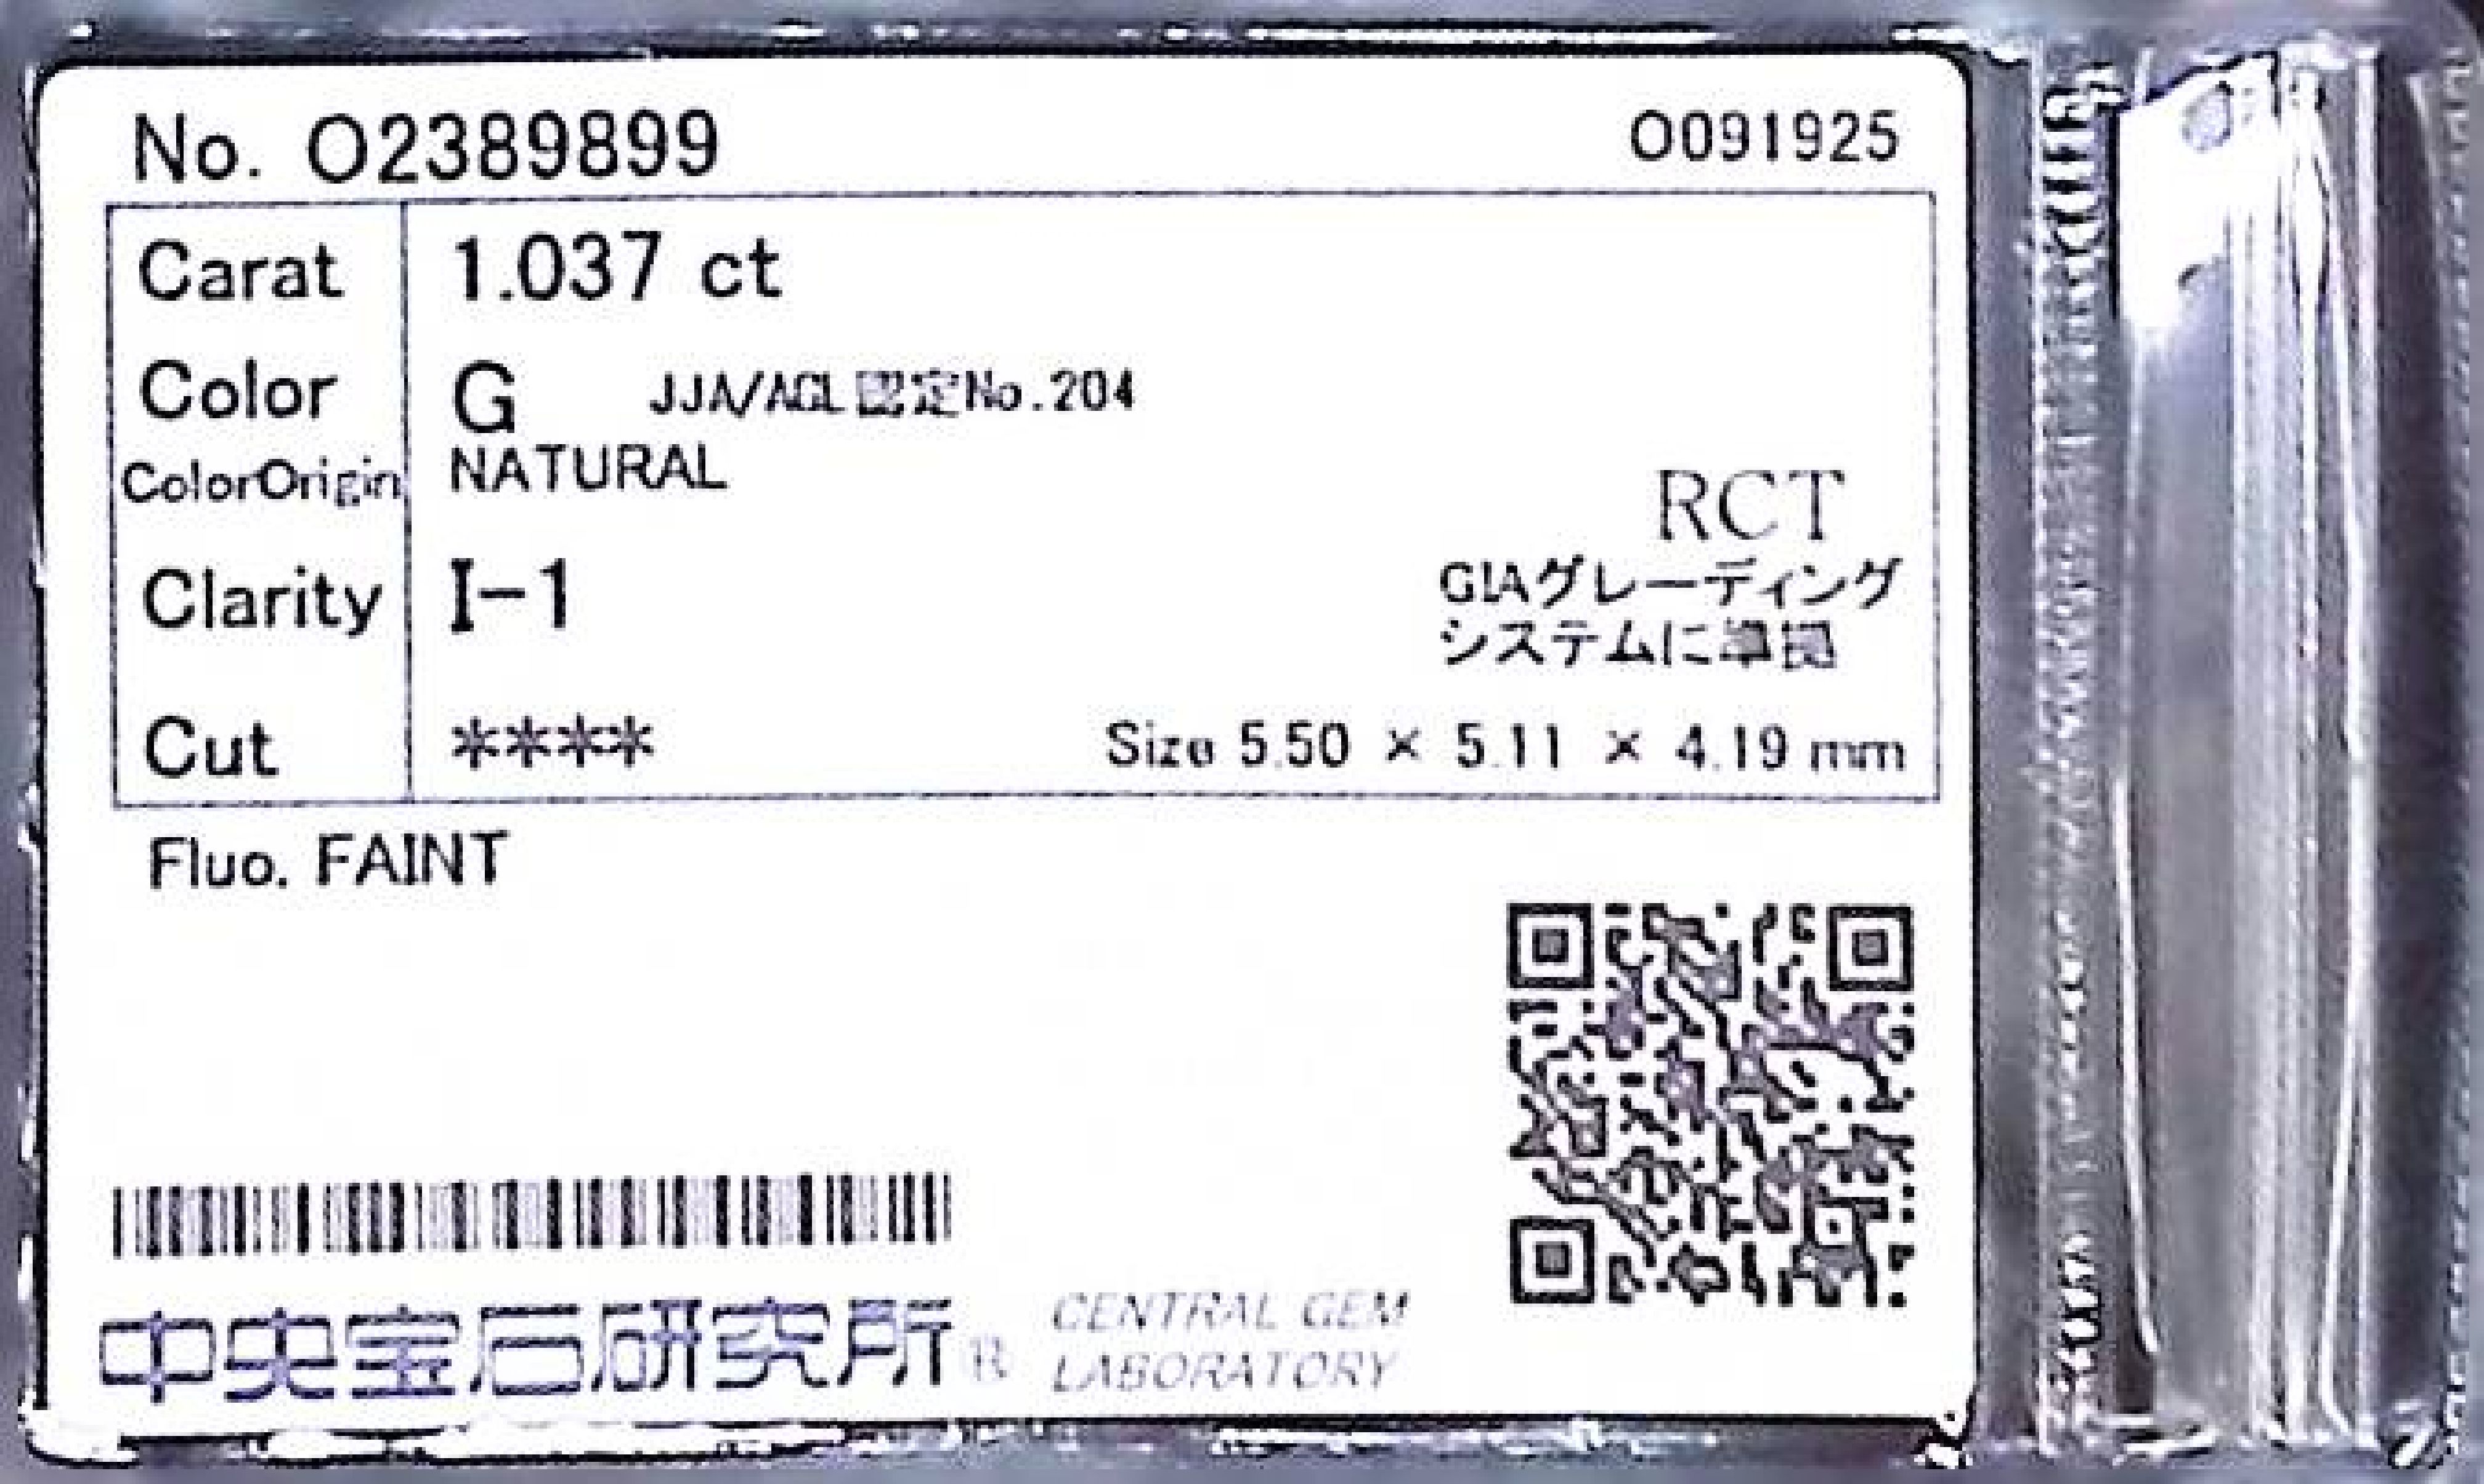 No. O2389899 O091925
Carat 1.037 ct
Color G JJA/AGL認定No.204
ColorOrigin NATURAL
RCT
Clarity I-1
GIAグレーディング
システムに準拠
Cut **** Size 5.50 × 5.11 × 4.19 mm
Fluo. FAINT
中央宝石研究所® CENTRAL GEM
LABORATORY